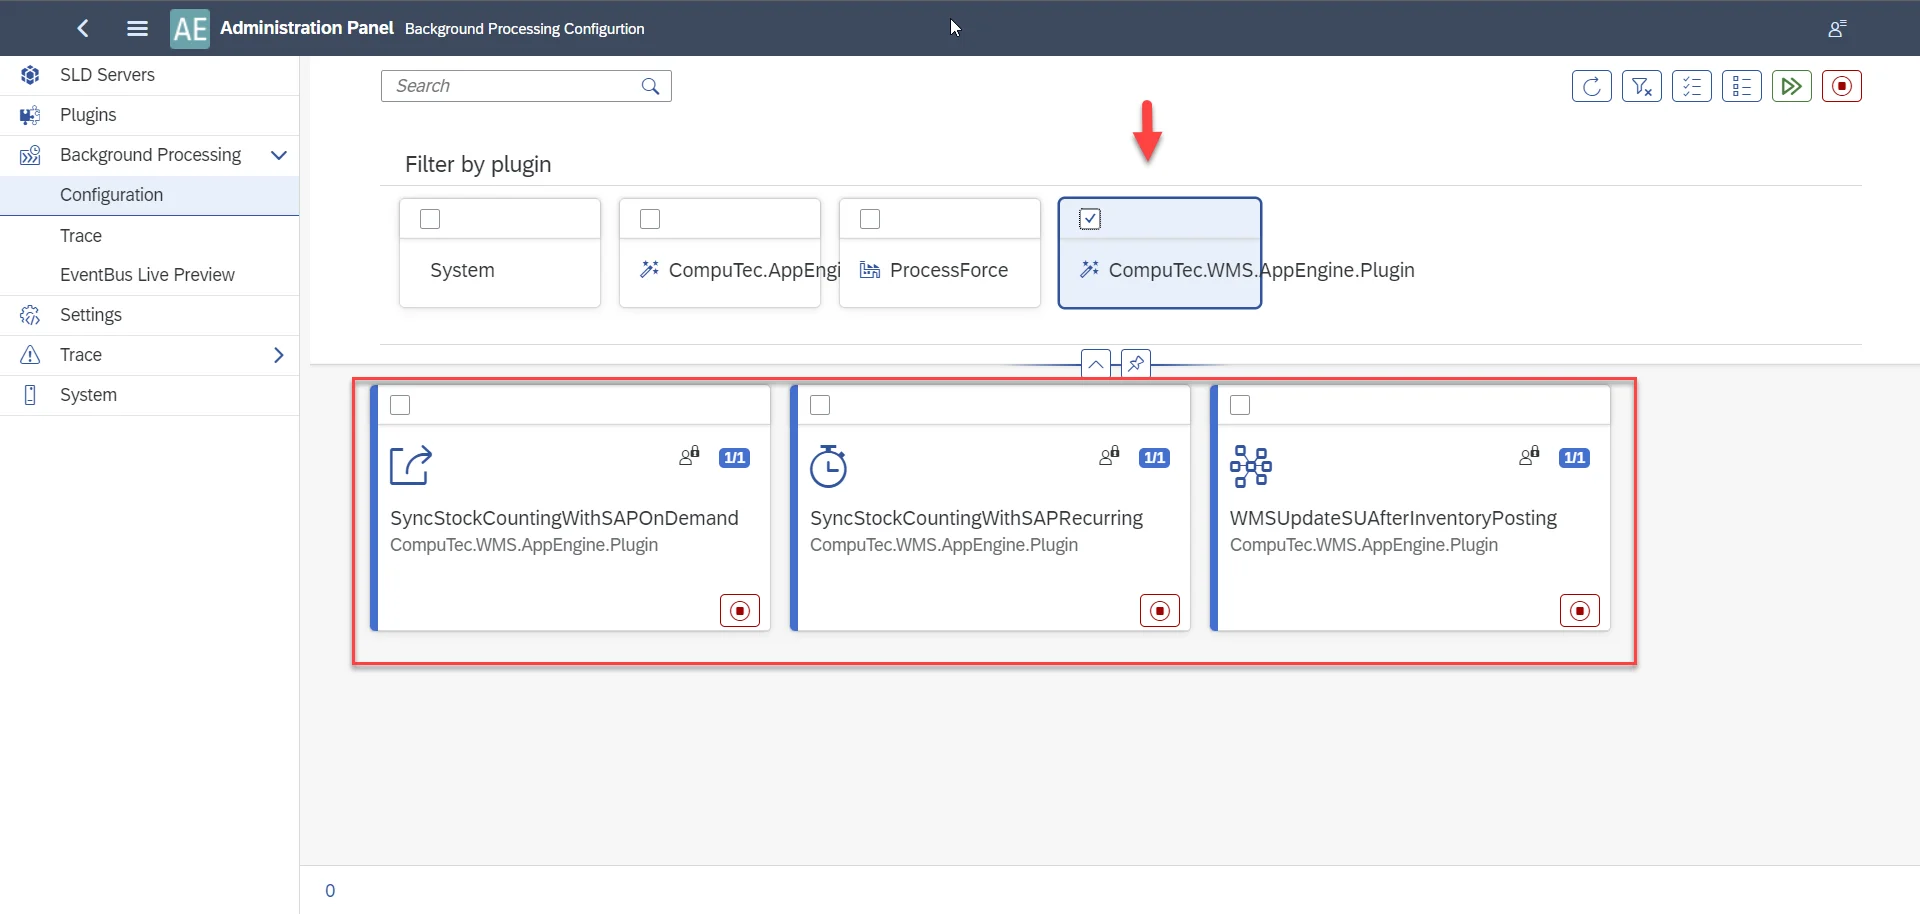 AE Administration Panel Background Processing Configurtion
SLD Servers
Plugins
Background Processing
Configuration
Trace
EventBus Live Preview
Settings
Trace
System
Search
Filter by plugin
System
CompuTec.AppEngi
ProcessForce
CompuTec.WMS.AppEngine.Plugin
1/1
SyncStockCountingWithSAPOnDemand
CompuTec.WMS.AppEngine.Plugin
1/1
SyncStockCountingWithSAPRecurring
CompuTec.WMS.AppEngine.Plugin
1/1
WMSUpdateSUAfterInventoryPosting
CompuTec.WMS.AppEngine.Plugin
0